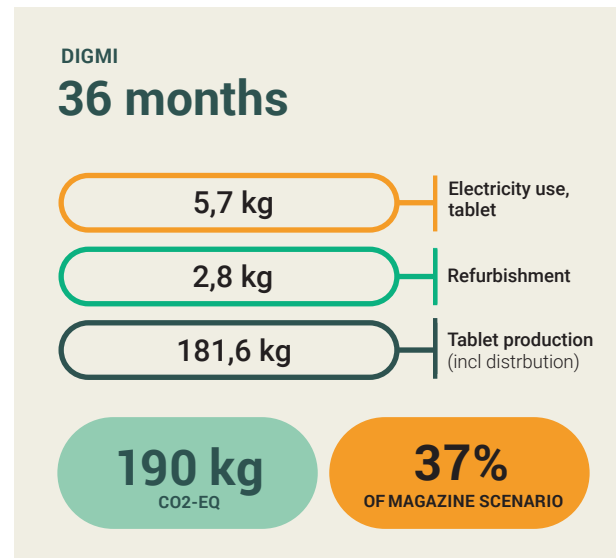 DIGMI
36 months
5,7 kg
Electricity use,
tablet
2,8 kg
Refurbishment
181,6 kg
Tablet production
(incl distrbution)
190 kg
CO2-EQ
37%
OF MAGAZINE SCENARIO